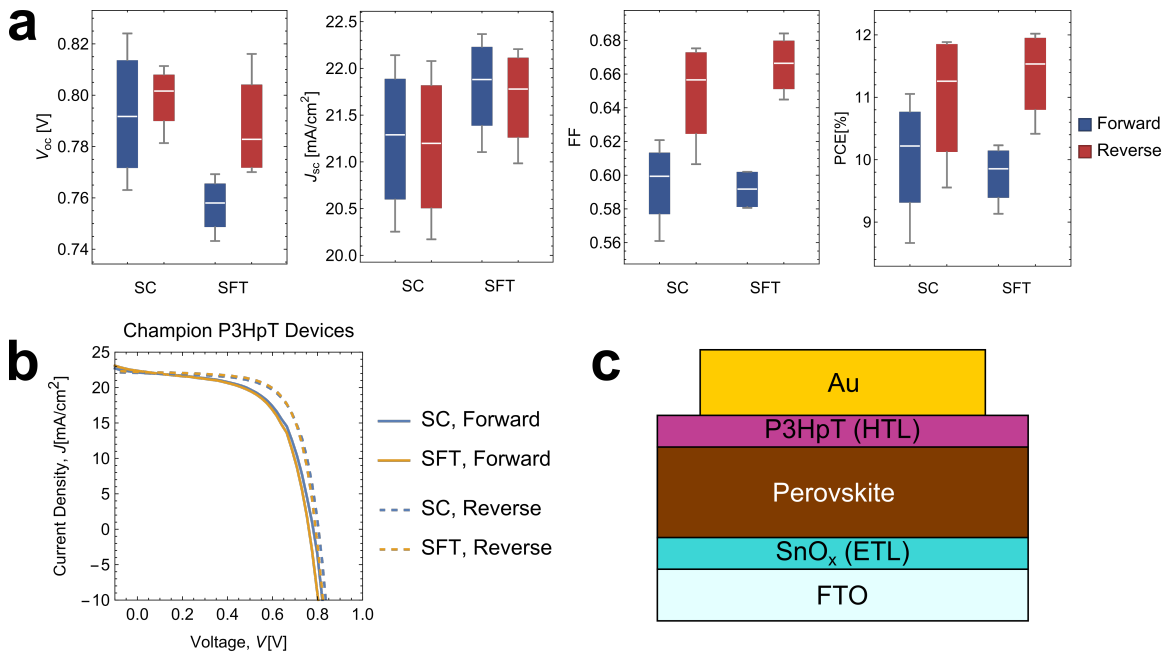 a
0.82
0.80
0.78
0.76
0.74
Voc [V]
SC
SFT
22.5
22.0
21.5
21.0
20.5
20.0
Jsc [mA/cm2]
SC
SFT
0.68
0.66
0.64
0.62
0.60
0.58
0.56
FF
SC
SFT
12
11
10
9
PCE[%]
SC
SFT
Forward
Reverse
b
Champion P3HpT Devices
25
20
15
10
5
0
−5
−10
Current Density, J[mA/cm2]
0.0
0.2
0.4
0.6
0.8
1.0
Voltage, V[V]
SC, Forward
SFT, Forward
SC, Reverse
SFT, Reverse
c
Au
P3HpT (HTL)
Perovskite
SnOx (ETL)
FTO